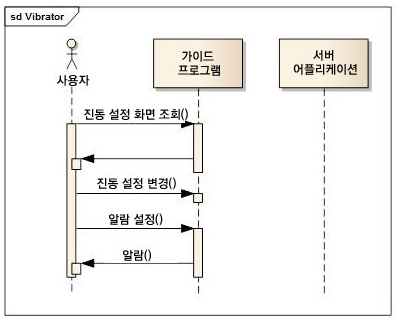 sd Vibrator
사용자
가이드
프로그램
서버
어플리케이션
진동 설정 화면 조회()
진동 설정 변경()
알람 설정()
알람()